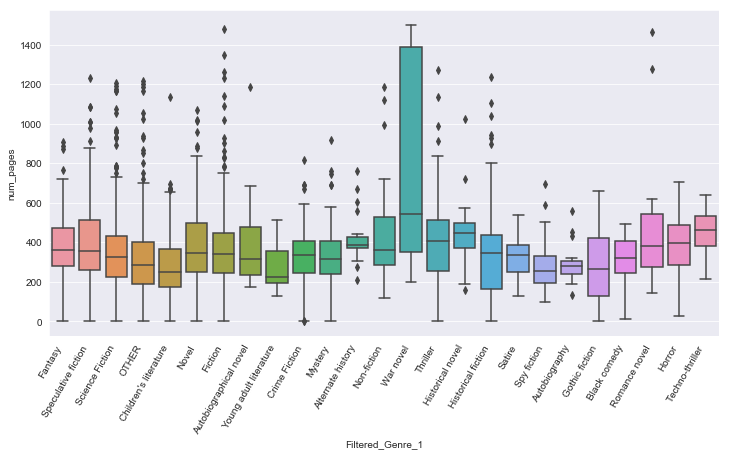 1400
1200
1000
800
600
400
200
0
num_pages
Fantasy
Speculative fiction
Science Fiction
OTHER
Children's literature
Novel
Fiction
Autobiographical novel
Young adult literature
Crime Fiction
Mystery
Alternate history
Non-fiction
War novel
Thriller
Historical novel
Historical fiction
Satire
Spy fiction
Autobiography
Gothic fiction
Black comedy
Romance novel
Horror
Techno-thriller
Filtered_Genre_1